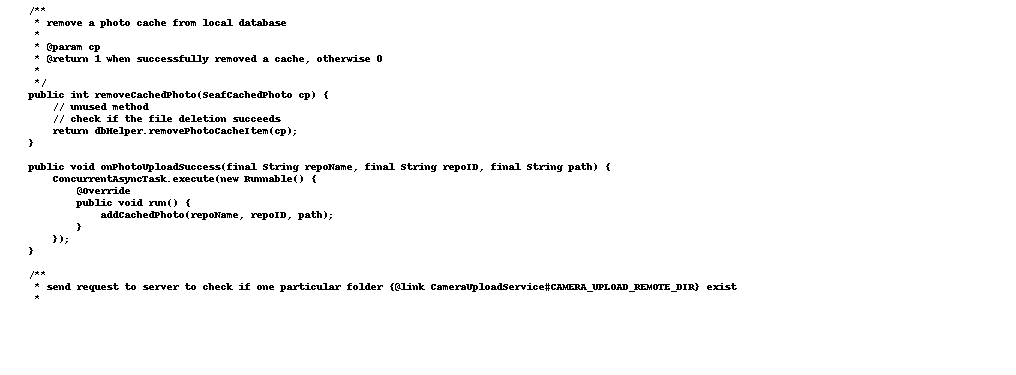 /**
 * remove a photo cache from local database
 *
 * @param cp
 * @return 1 when successfully removed a cache, otherwise 0
 *
 */
public int removeCachedPhoto(SeafCachedPhoto cp) {
    // unused method
    // check if the file deletion succeeds
    return dbHelper.removePhotoCacheItem(cp);
}

public void onPhotoUploadSuccess(final String repoName, final String repoID, final String path) {
    ConcurrentAsyncTask.execute(new Runnable() {
        @Override
        public void run() {
            addCachedPhoto(repoName, repoID, path);
        }
    });
}

/**
 * send request to server to check if one particular folder {@link CameraUploadService#CAMERA_UPLOAD_REMOTE_DIR} exist
 *